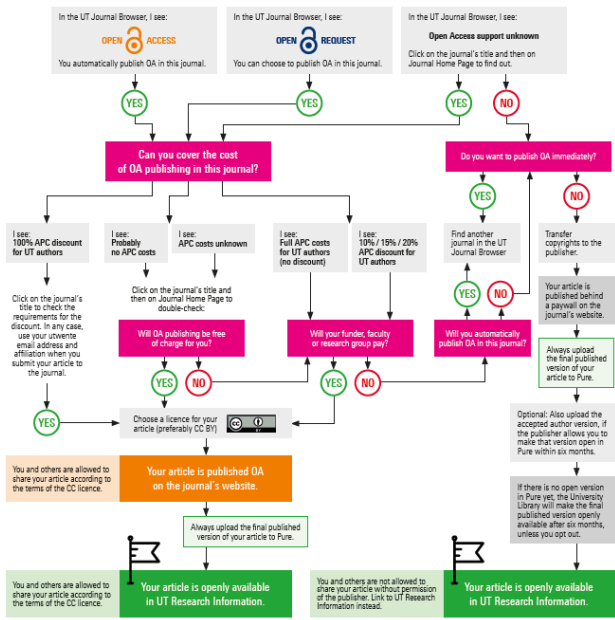 In the UT Journal Browser, I see:
OPEN ACCESS
You automatically publish OA in this journal.
In the UT Journal Browser, I see:
OPEN REQUEST
You can choose to publish OA in this journal.
In the UT Journal Browser, I see:
Open Access support unknown
Click on the journal's title and then on
Journal Home Page to find out.
YES
YES
YES
NO
Can you cover the cost
of OA publishing in this journal?
Do you want to publish OA immediately?
YES
NO
I see:
100% APC discount
for UT authors
I see:
Probably
no APC costs
I see:
APC costs unknown
I see:
Full APC costs
for UT authors
(no discount)
I see:
10% / 15% / 20%
APC discount for
UT authors
Find another
journal in the UT
Journal Browser
Transfer
copyrights to the
publisher.
Click on the journal's
title to check the
requirements for the
discount. In any case,
use your utwente
email address and
affiliation when you
submit your article to
the journal.
Click on the journal's title and
then on Journal Home Page to
double-check:
Your article is
published behind
a paywall on
the journal's website.
YES
NO
Will OA publishing be free
of charge for you?
Will your funder, faculty
or research group pay?
Will you automatically
publish OA in this journal?
Always upload
the final published
version of your
article to Pure.
YES
NO
YES
NO
YES
Choose a licence for your
article (preferably CC BY)
cc
BY
Optional: Also upload the
accepted author version, if
the publisher allows you to
make that version open in
Pure within six months.
You and others are allowed to
share your article according to
the terms of the CC licence.
Your article is published OA
on the journal's website.
If there is no open version
in Pure yet, the University
Library will make the final
published version openly
available after six months,
unless you opt out.
Always upload the final published
version of your article to Pure.
You and others are allowed to
share your article according to
the terms of the CC licence.
Your article is openly available
in UT Research Information.
You and others are not allowed to
share your article without permission
of the publisher. Link to UT Research
Information instead.
Your article is openly available
in UT Research Information.